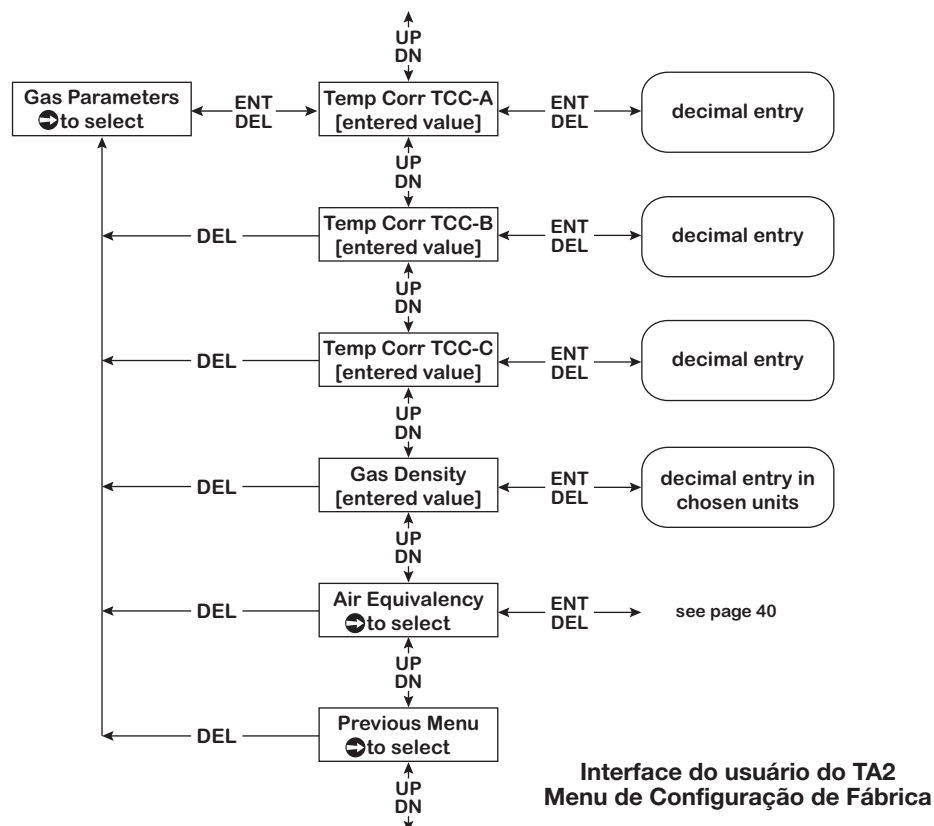 UP
DN
Gas Parameters
to select
ENT
DEL
Temp Corr TCC-A
[entered value]
ENT
DEL
decimal entry
UP
DN
DEL
Temp Corr TCC-B
[entered value]
ENT
DEL
decimal entry
UP
DN
DEL
Temp Corr TCC-C
[entered value]
ENT
DEL
decimal entry
UP
DN
DEL
Gas Density
[entered value]
ENT
DEL
decimal entry in
chosen units
UP
DN
DEL
Air Equivalency
to select
ENT
DEL
see page 40
UP
DN
DEL
Previous Menu
to select
UP
DN
Interface do usuário do TA2
Menu de Configuração de Fábrica